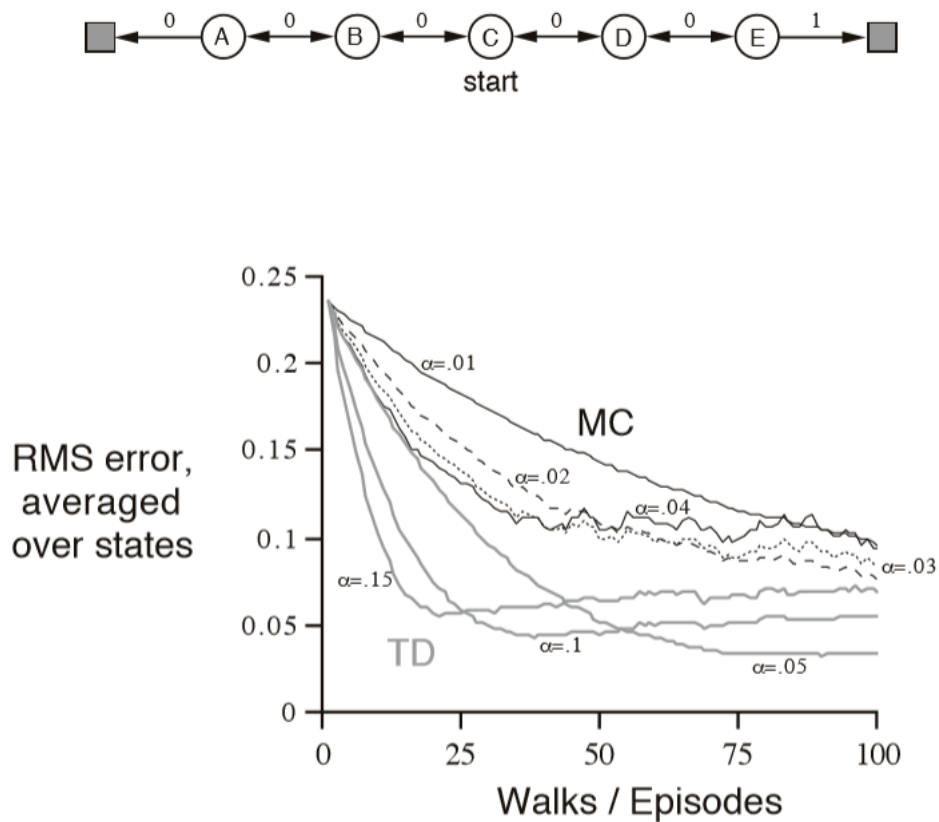 0 0 0 0 0 1
A B C D E
start
0.25
0.2
0.15
0.1
0.05
0
RMS error,
averaged
over states
α=.01
MC
α=.02
α=.04
α=.03
α=.15
TD
α=.1
α=.05
0 25 50 75 100
Walks / Episodes